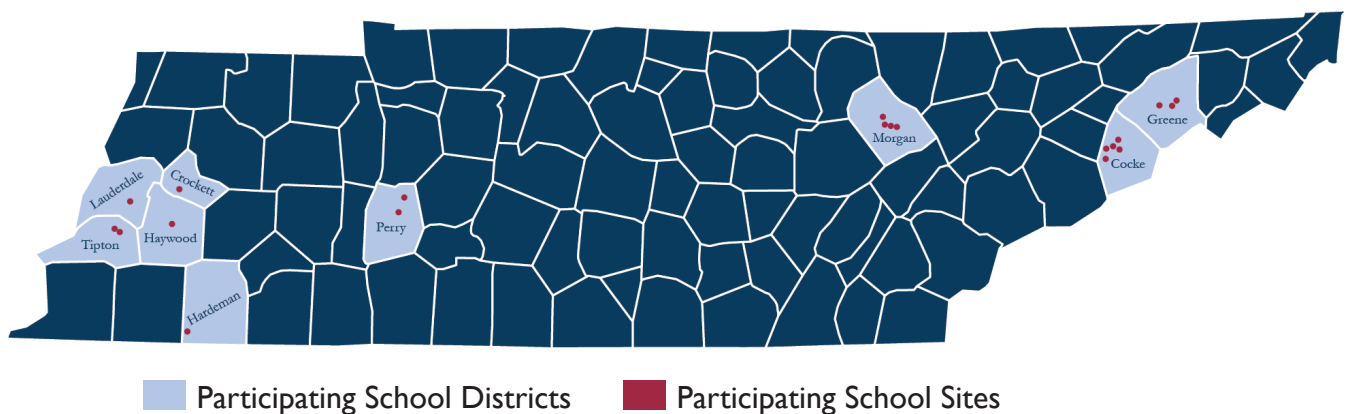 Greene
Morgan
Cocke
Lauderdale
Crockett
Perry
Haywood
Tipton
Hardeman
Participating School Districts
Participating School Sites